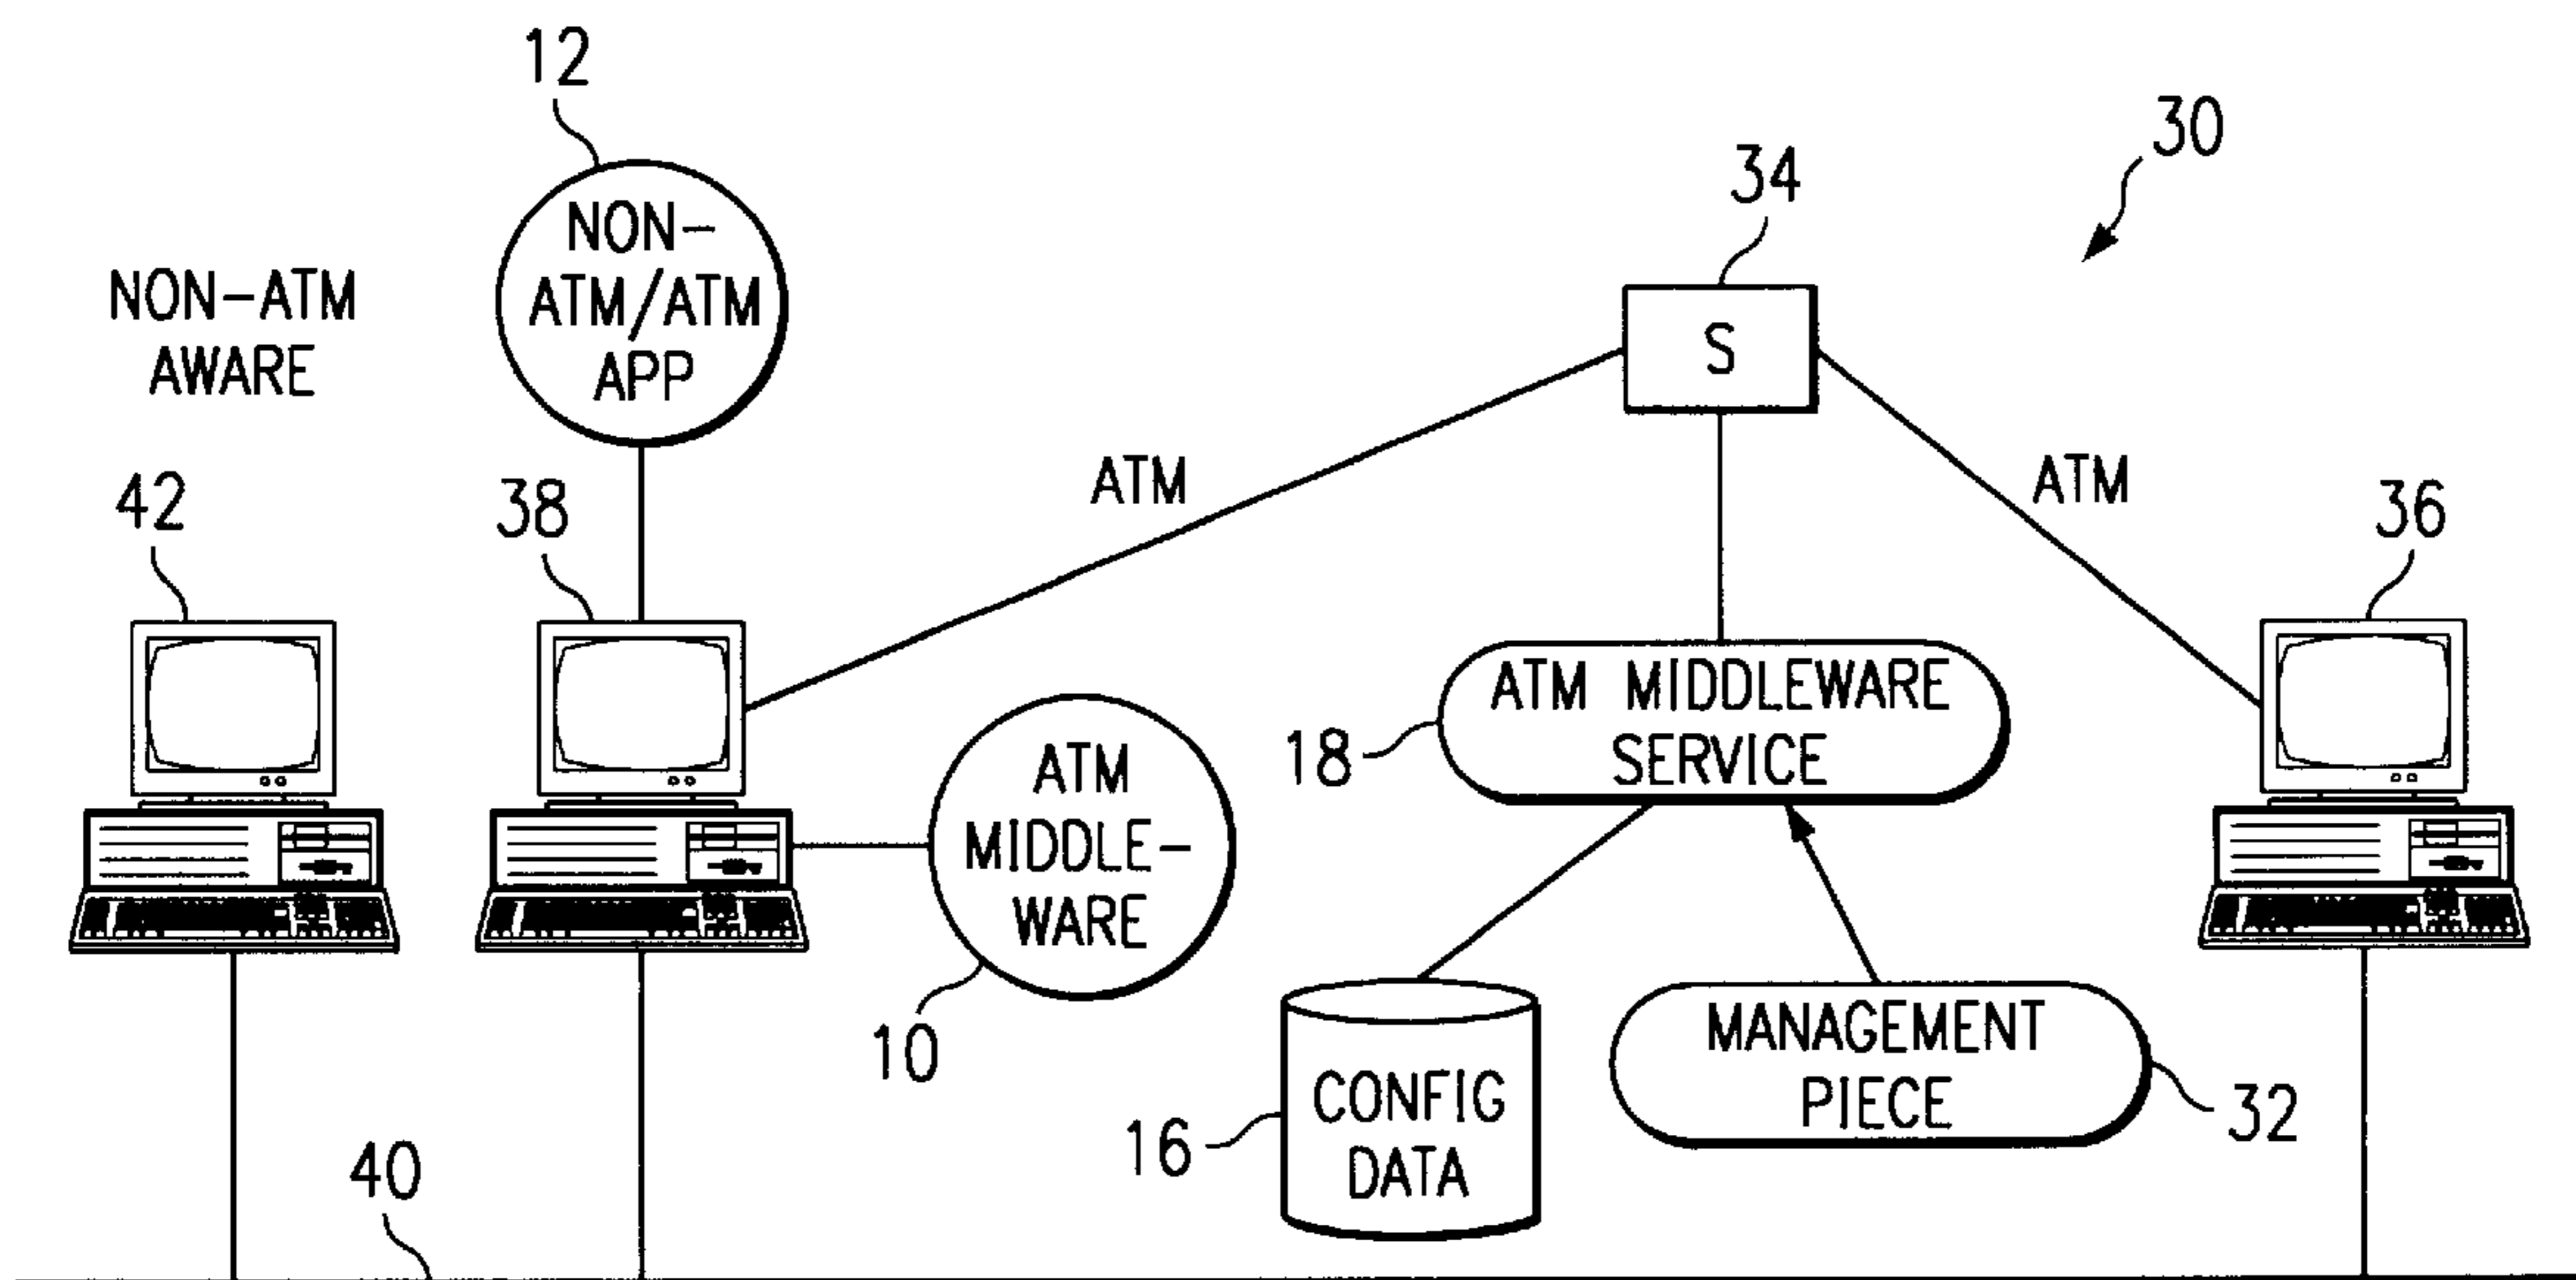 12
NON-
ATM/ATM
APP
NON-ATM
AWARE
30
34
S
ATM
ATM
42
38
36
ATM MIDDLEWARE
SERVICE
18
ATM
MIDDLE-
WARE
10
MANAGEMENT
PIECE
32
CONFIG
DATA
16
40